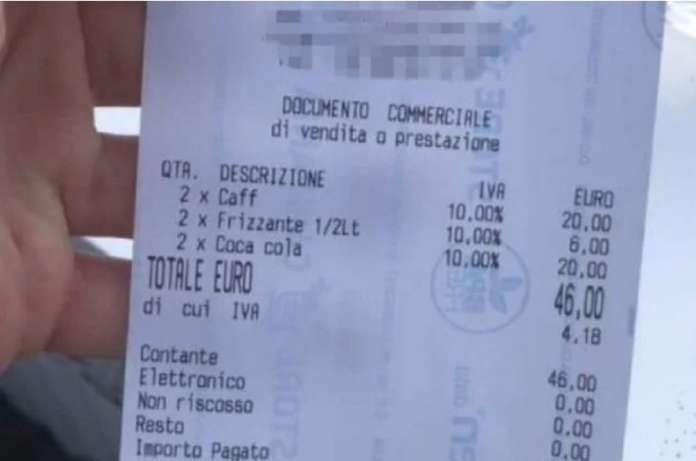 DOCUMENTO COMMERCIALE
di vendita o prestazione
QTA. DESCRIZIONE IVA EURO
2 x Caff 10.00% 20.00
2 x Frizzante 1/2Lt 10.00% 6.00
2 x Coca cola 10.00% 20.00
TOTALE EURO 46,00
di cui IVA 4.18
Contante
Elettronico 46.00
Non riscosso 0.00
Resto 0.00
Importo Pagato 0.00